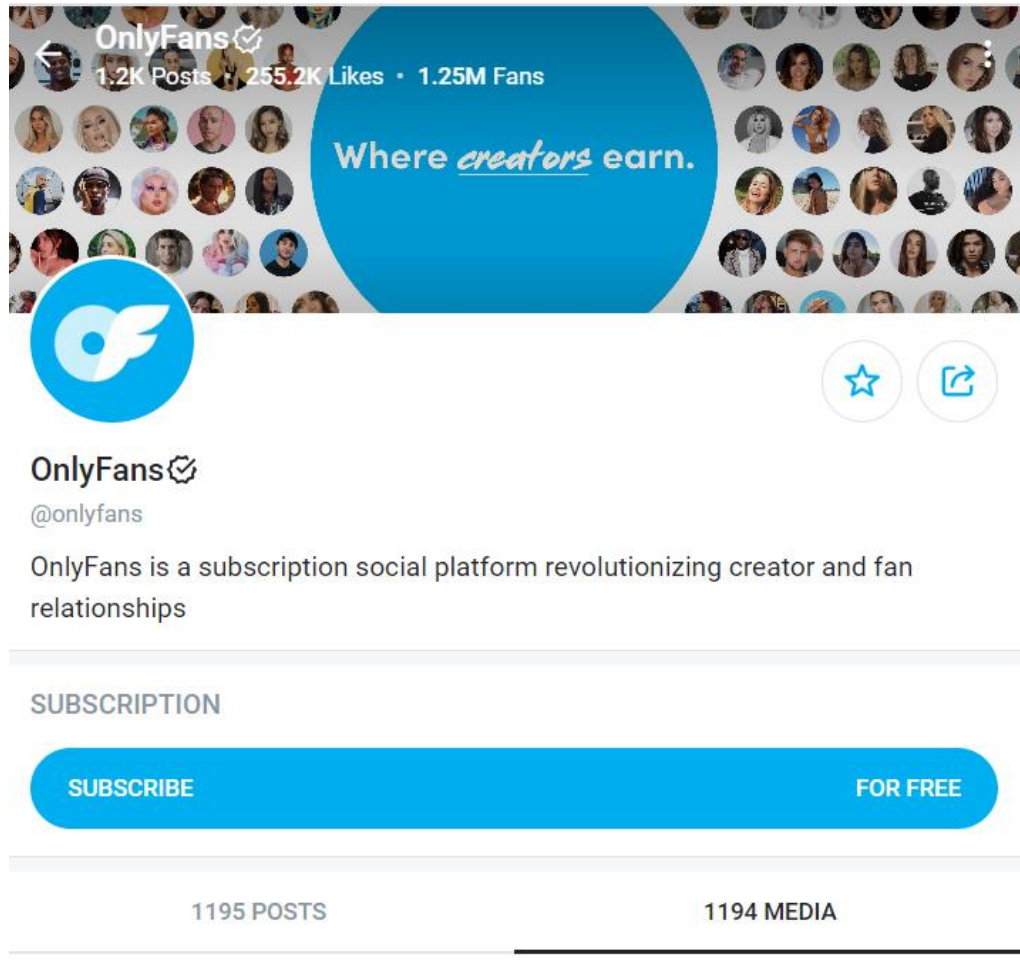 OnlyFans
1.2K Posts • 255.2K Likes • 1.25M Fans
Where creators earn.
OF
OnlyFans
@onlyfans
OnlyFans is a subscription social platform revolutionizing creator and fan
relationships
SUBSCRIPTION
SUBSCRIBE FOR FREE
1195 POSTS 1194 MEDIA